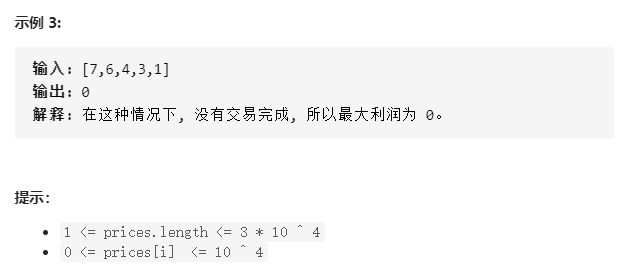 示例 3:
输入: [7,6,4,3,1]
输出: 0
解释: 在这种情况下, 没有交易完成, 所以最大利润为 0。
提示：
1 <= prices.length <= 3 * 10 ^ 4
0 <= prices[i]  <= 10 ^ 4